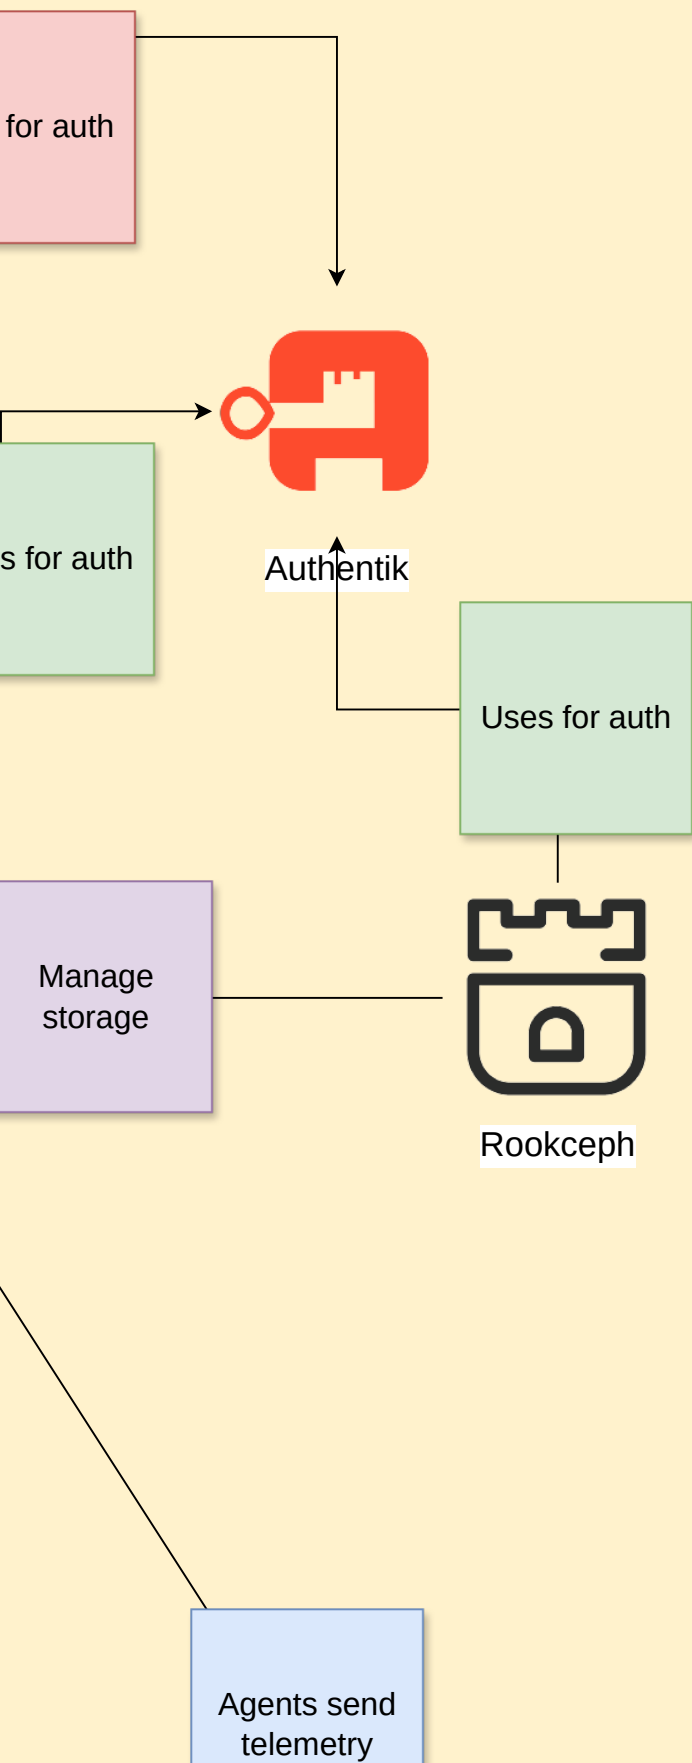 for auth
s for auth
Authentik
Uses for auth
Manage
storage
Rookceph
Agents send
telemetry